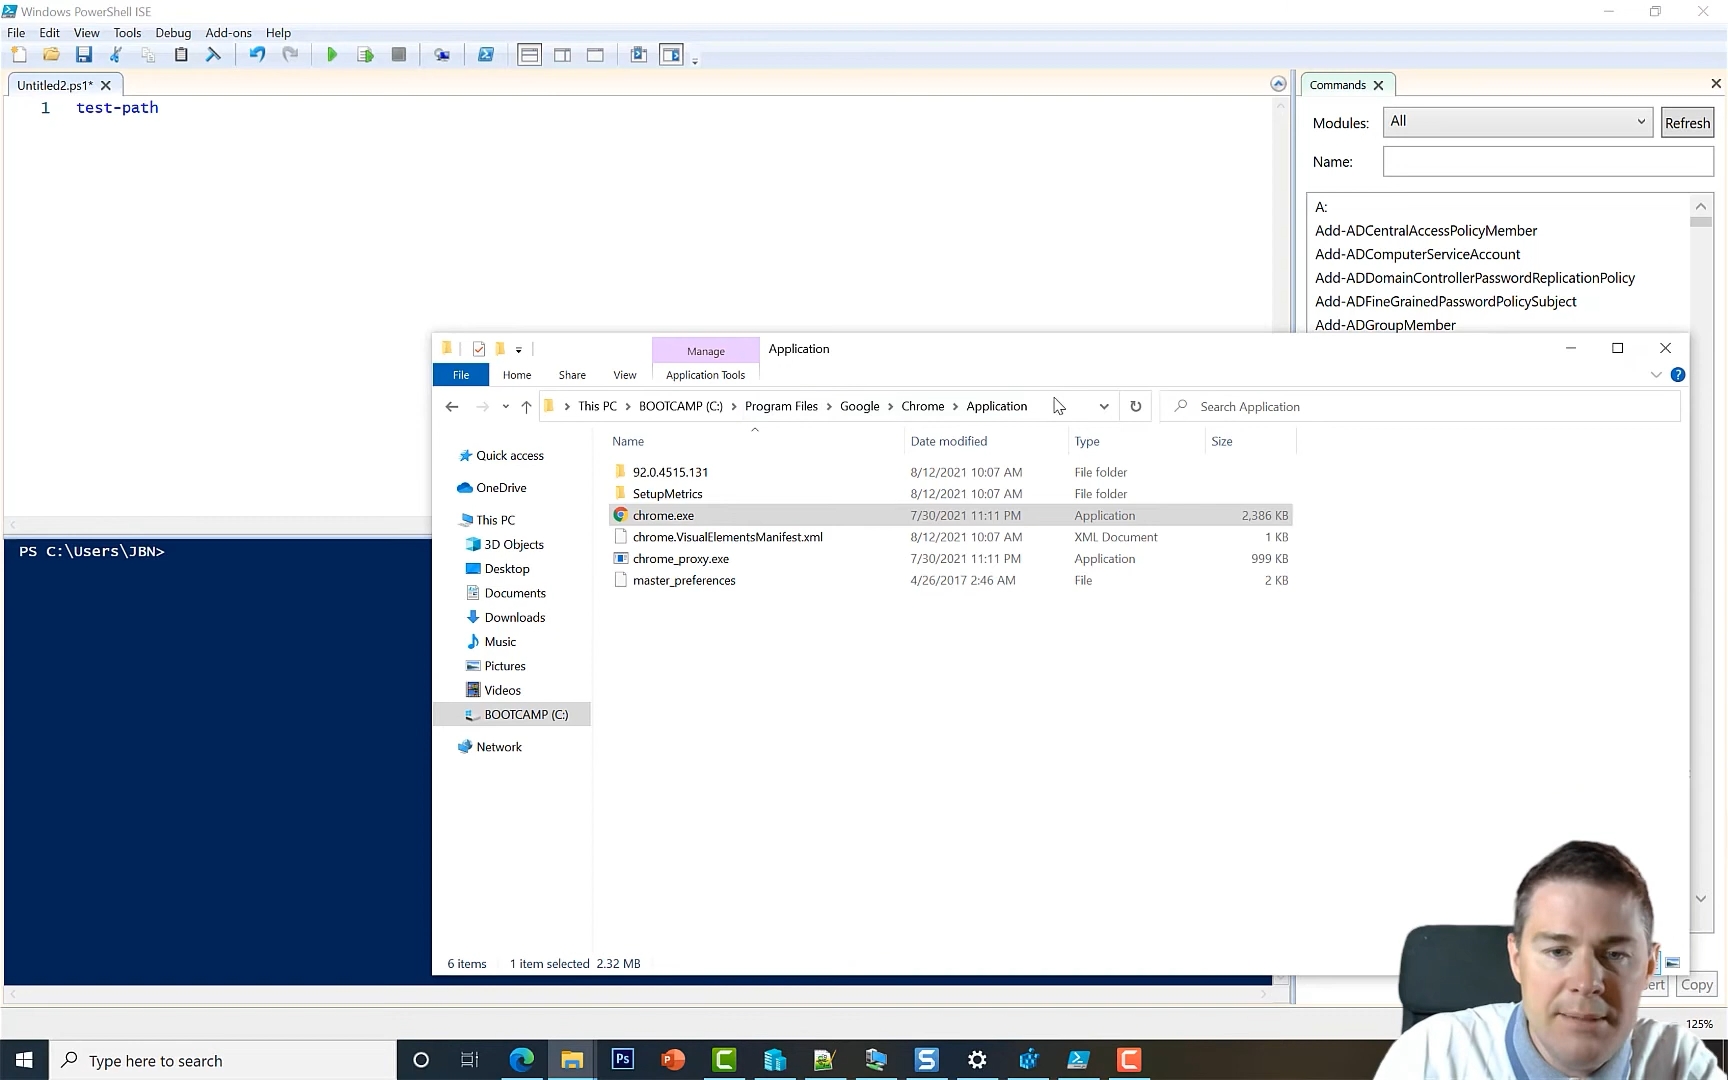 Windows PowerShell ISE
File Edit View Tools Debug Add-ons Help
Untitled2.ps1*
1 test-path
Commands
Modules: All Refresh
Name:
A:
Add-ADCentralAccessPolicyMember
Add-ADComputerServiceAccount
Add-ADDomainControllerPasswordReplicationPolicy
Add-ADFineGrainedPasswordPolicySubject
Add-ADGroupMember
PS C:\Users\JBN>
Manage Application
File Home Share View Application Tools
This PC BOOTCAMP (C:) Program Files Google Chrome Application Search Application
Quick access
OneDrive
This PC
3D Objects
Desktop
Documents
Downloads
Music
Pictures
Videos
BOOTCAMP (C:)
Network
Name Date modified Type Size
92.0.4515.131 8/12/2021 10:07 AM File folder
SetupMetrics 8/12/2021 10:07 AM File folder
chrome.exe 7/30/2021 11:11 PM Application 2,386 KB
chrome.VisualElementsManifest.xml 8/12/2021 10:07 AM XML Document 1 KB
chrome_proxy.exe 7/30/2021 11:11 PM Application 999 KB
master_preferences 4/26/2017 2:46 AM File 2 KB
6 items 1 item selected 2.32 MB
Copy
125%
Type here to search
Ps